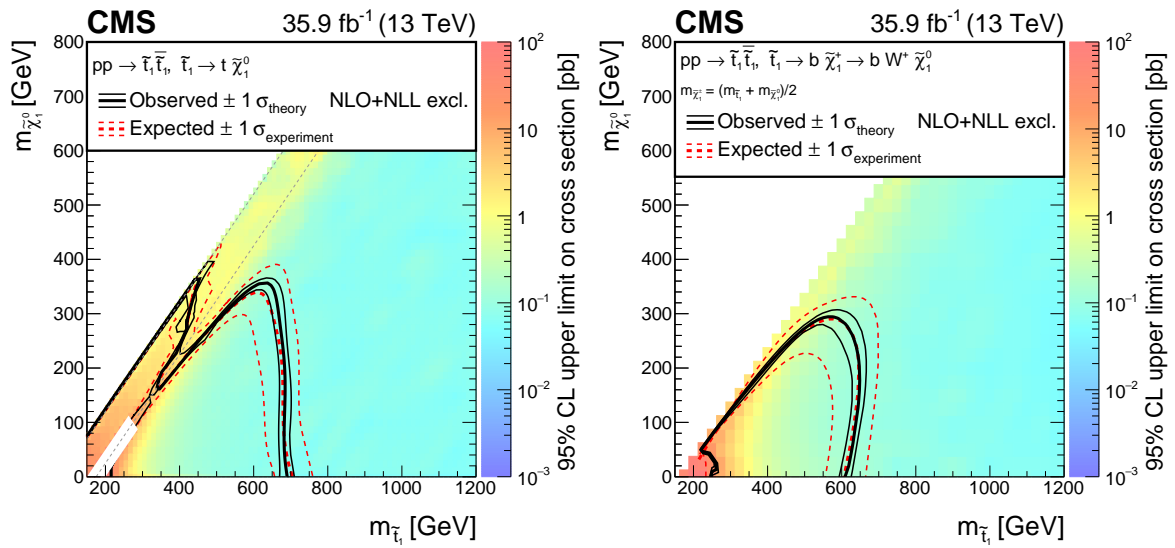 CMS 35.9 fb⁻¹ (13 TeV)
pp → t̃₁ t̃̅₁, t̃₁ → t χ̃₁⁰
Observed ± 1 σ_theory NLO+NLL excl.
Expected ± 1 σ_experiment
m_χ̃₁⁰ [GeV]
800
700
600
500
400
300
200
100
0
200 400 600 800 1000 1200
m_t̃₁ [GeV]
10²
10
1
10⁻¹
10⁻²
10⁻³
95% CL upper limit on cross section [pb]
CMS 35.9 fb⁻¹ (13 TeV)
pp → t̃₁ t̃̅₁, t̃₁ → b χ̃₁⁺ → b W⁺ χ̃₁⁰
m_χ̃₁± = (m_t̃₁ + m_χ̃₁⁰)/2
Observed ± 1 σ_theory NLO+NLL excl.
Expected ± 1 σ_experiment
m_χ̃₁⁰ [GeV]
800
700
600
500
400
300
200
100
0
200 400 600 800 1000 1200
m_t̃₁ [GeV]
10²
10
1
10⁻¹
10⁻²
10⁻³
95% CL upper limit on cross section [pb]